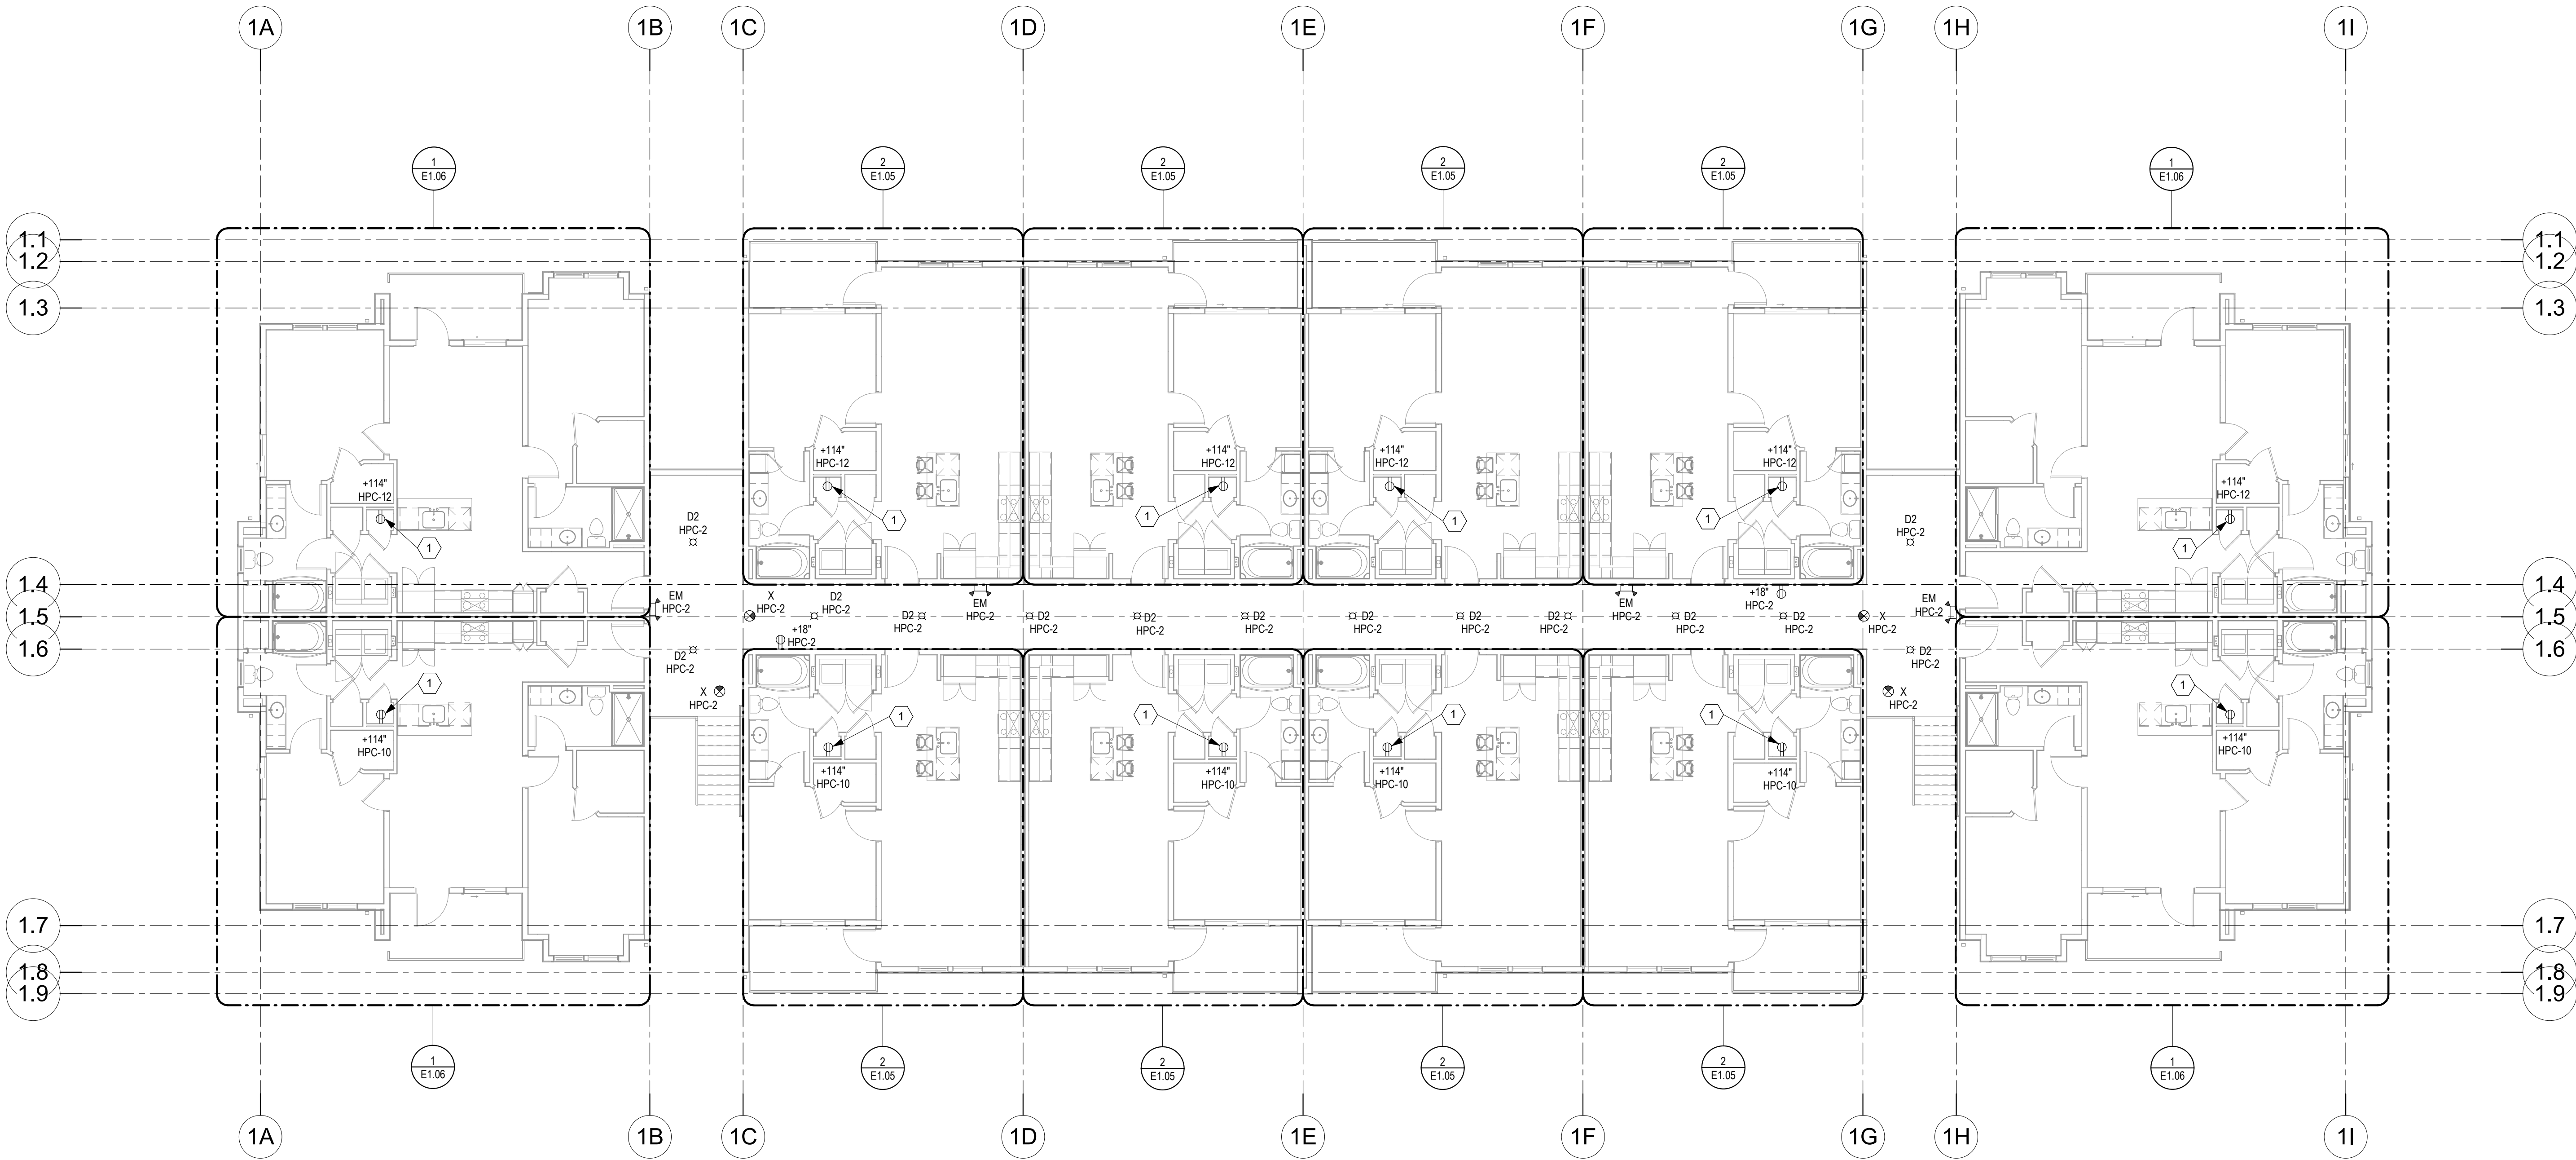 1A
1B
1C
1D
1E
1F
1G
1H
1I
1
E1.06
2
E1.05
2
E1.05
2
E1.05
2
E1.05
1
E1.06
1.1
1.1
1.2
1.2
1.3
1.3
+114"
HPC-12
+114"
HPC-12
+114"
HPC-12
+114"
HPC-12
+114"
HPC-12
+114"
HPC-12
1
1
1
1
1
1
D2
HPC-2
D2
HPC-2
1.4
1.4
EM
HPC-2
X
HPC-2
D2
HPC-2
EM
HPC-2
EM
HPC-2
+18"
HPC-2
EM
HPC-2
1.5
D2
HPC-2
D2
HPC-2
D2
HPC-2
D2
HPC-2
D2
HPC-2
D2
HPC-2
D2
HPC-2
D2
HPC-2
D2
HPC-2
X
HPC-2
1.5
+18"
HPC-2
1.6
D2
HPC-2
D2
HPC-2
1.6
X
HPC-2
X
HPC-2
1
1
1
1
1
1
+114"
HPC-10
+114"
HPC-10
+114"
HPC-10
+114"
HPC-10
+114"
HPC-10
+114"
HPC-10
1.7
1.7
1.8
1.8
1.9
1.9
1
E1.06
2
E1.05
2
E1.05
2
E1.05
2
E1.05
1
E1.06
1A
1B
1C
1D
1E
1F
1G
1H
1I